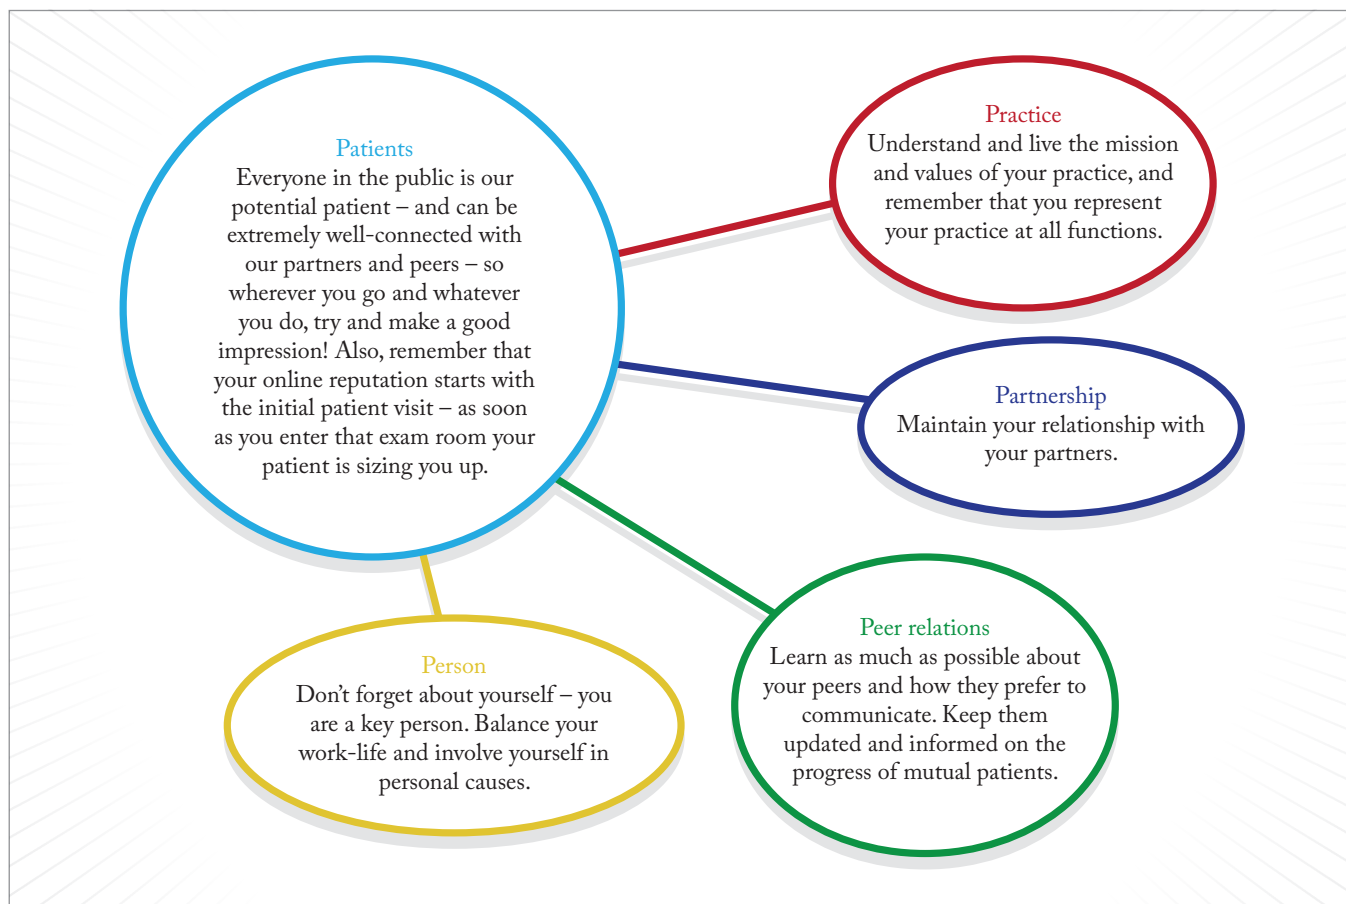 Patients
Everyone in the public is our
potential patient – and can be
extremely well-connected with
our partners and peers – so
wherever you go and whatever
you do, try and make a good
impression! Also, remember that
your online reputation starts with
the initial patient visit – as soon
as you enter that exam room your
patient is sizing you up.
Practice
Understand and live the mission
and values of your practice, and
remember that you represent
your practice at all functions.
Partnership
Maintain your relationship with
your partners.
Peer relations
Learn as much as possible about
your peers and how they prefer to
communicate. Keep them
updated and informed on the
progress of mutual patients.
Person
Don’t forget about yourself – you
are a key person. Balance your
work-life and involve yourself in
personal causes.